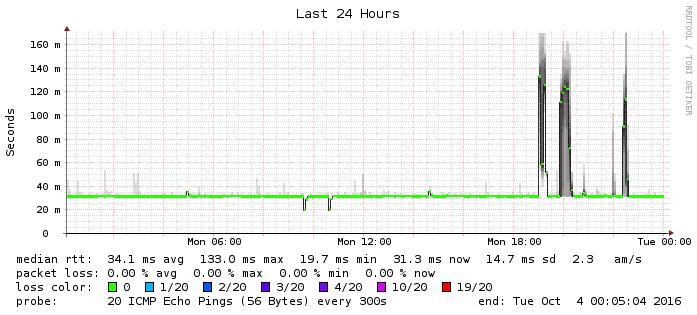 Last 24 Hours
RRDTOOL / TOBI OETIKER
Seconds
160 m
140 m
120 m
100 m
80 m
60 m
40 m
20 m
0
Mon 06:00 Mon 12:00 Mon 18:00 Tue 00:00
median rtt: 34.1 ms avg 133.0 ms max 19.7 ms min 31.3 ms now 14.7 ms sd 2.3 am/s
packet loss: 0.00 % avg 0.00 % max 0.00 % min 0.00 % now
loss color: 0 1/20 2/20 3/20 4/20 10/20 19/20
probe: 20 ICMP Echo Pings (56 Bytes) every 300s end: Tue Oct 4 00:05:04 2016